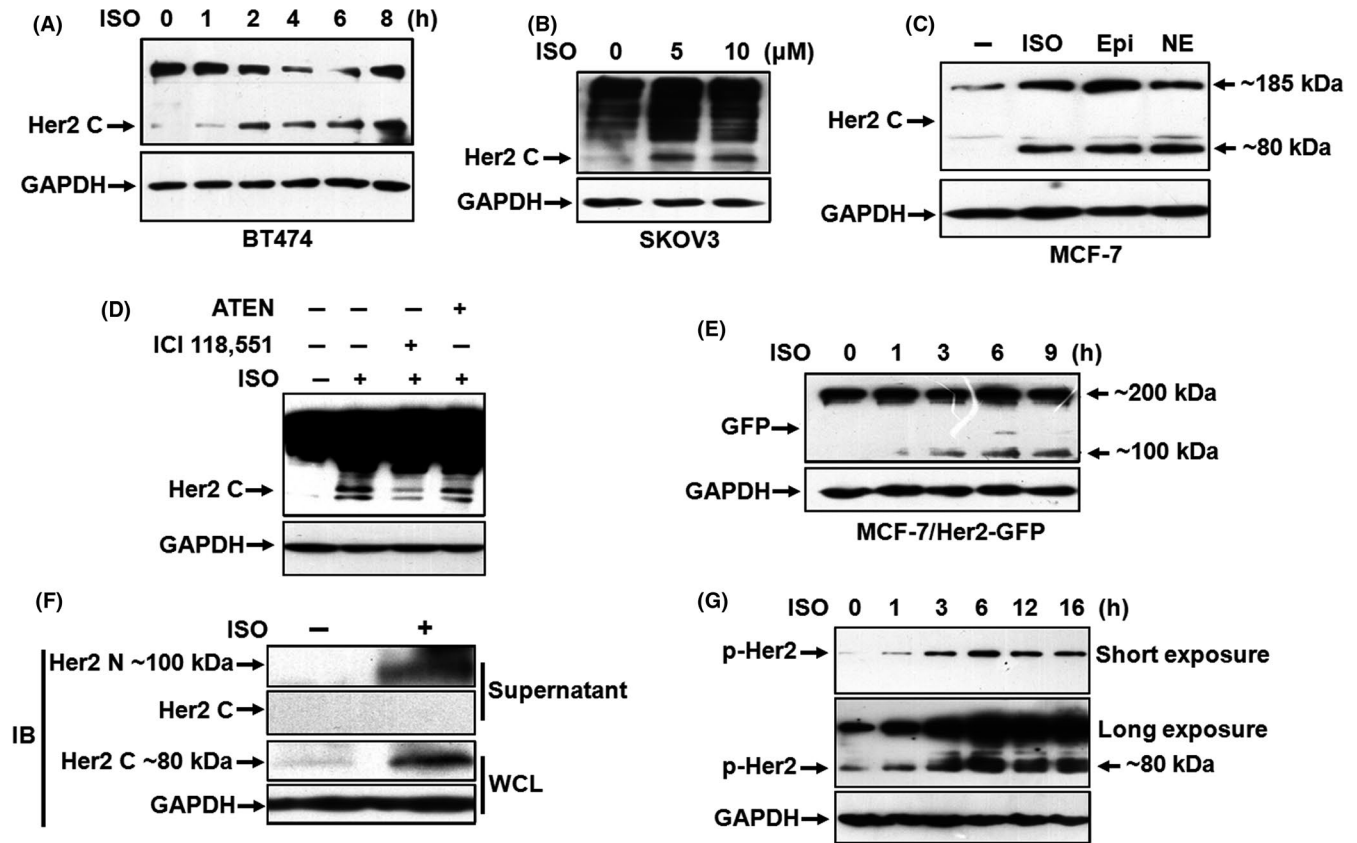 (A) ISO 0 1 2 4 6 8 (h)
Her2 C
GAPDH
BT474
(B)
ISO 0 5 10 (μM)
Her2 C
GAPDH
SKOV3
(C)
– ISO Epi NE
~185 kDa
Her2 C
~80 kDa
GAPDH
MCF-7
(D) ATEN – – – +
ICI 118,551 – – + –
ISO – + + +
Her2 C
GAPDH
(E)
ISO 0 1 3 6 9 (h)
~200 kDa
GFP
~100 kDa
GAPDH
MCF-7/Her2-GFP
(F)
ISO – +
IB
Her2 N ~100 kDa
Supernatant
Her2 C
Her2 C ~80 kDa
WCL
GAPDH
(G) ISO 0 1 3 6 12 16 (h)
p-Her2 Short exposure
Long exposure
p-Her2 ~80 kDa
GAPDH